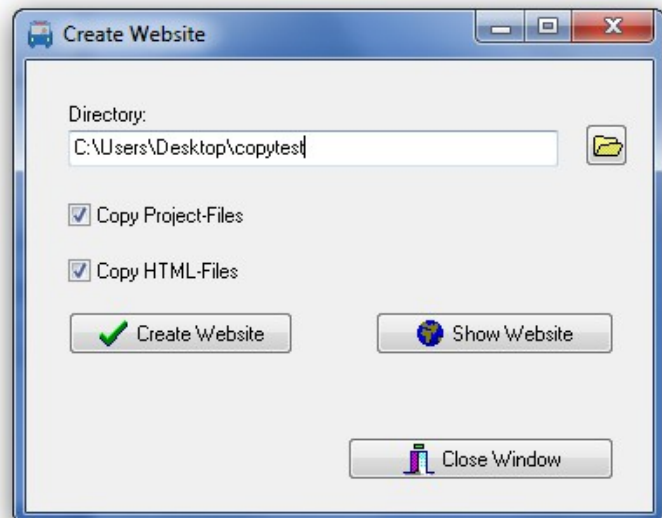 Create Website
Directory:
C:\Users\Desktop\copytest
Copy Project-Files
Copy HTML-Files
Create Website
Show Website
Close Window